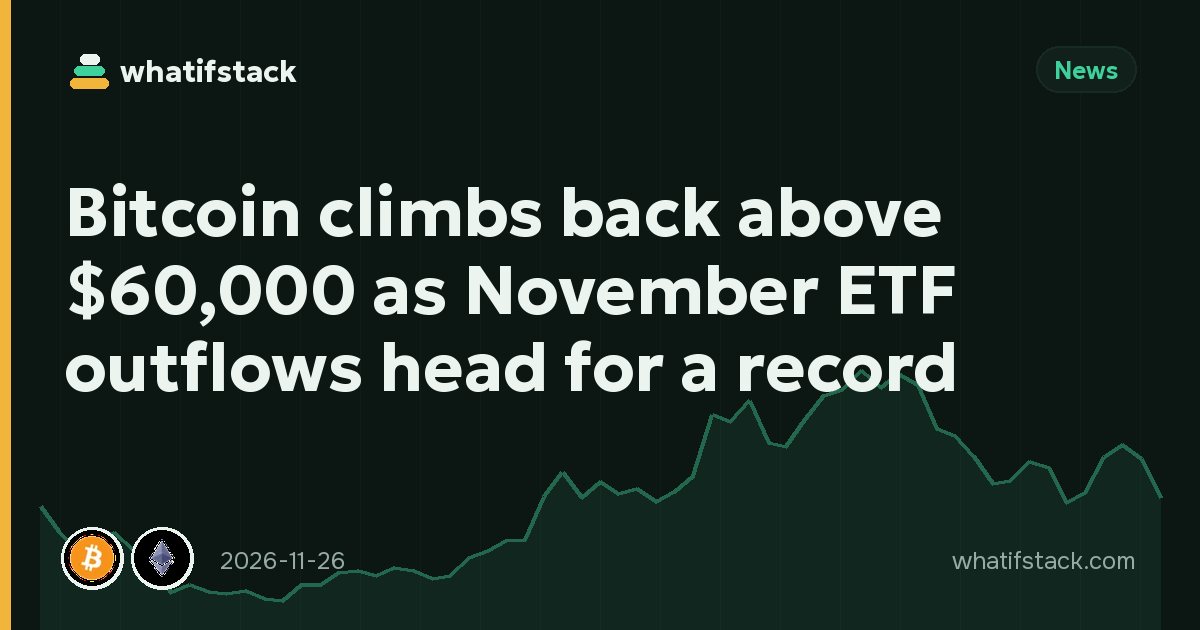 whatifstack
News
Bitcoin climbs back above
$60,000 as November ETF
outflows head for a record
2026-11-26
whatifstack.com